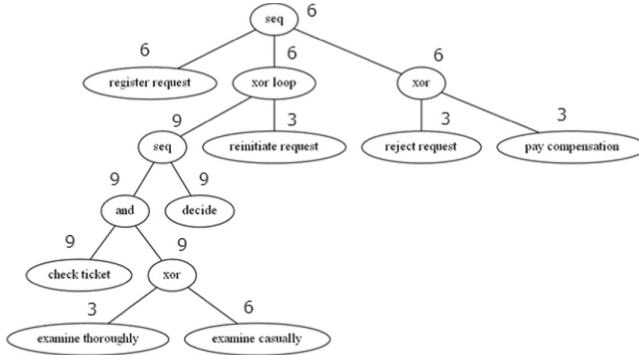 seq 6
6 6 6
register request xor loop xor
9 3 3 3
seq reinitiate request reject request pay compensation
9 9
and decide
9 9
check ticket xor
3 6
examine thoroughly examine casually